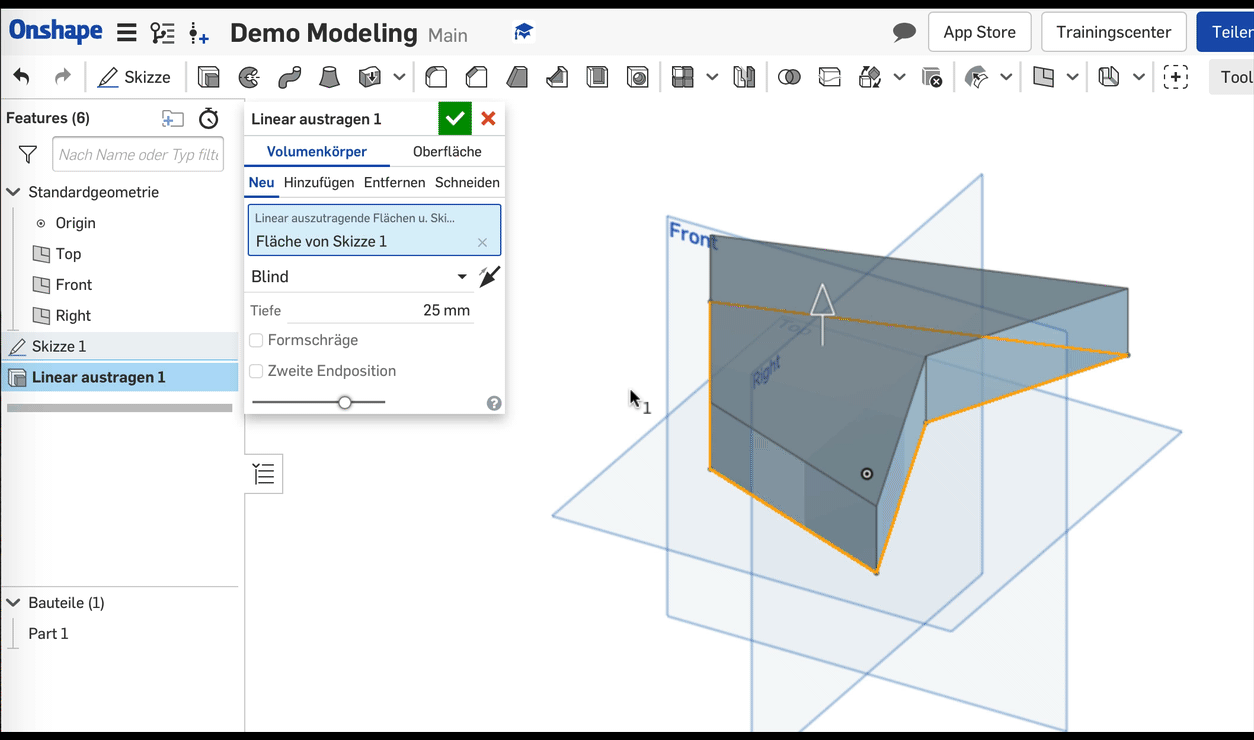 Onshape Demo Modeling Main App Store Trainingscenter Teilen
Skizze Tool
Features (6)
Nach Name oder Typ filte
Standardgeometrie
Origin
Top
Front
Right
Skizze 1
Linear austragen 1
Bauteile (1)
Part 1
Linear austragen 1
Volumenkörper Oberfläche
Neu Hinzufügen Entfernen Schneiden
Linear auszutragende Flächen u. Ski...
Fläche von Skizze 1
Blind
Tiefe 25 mm
Formschräge
Zweite Endposition
Front
Top
Right
1